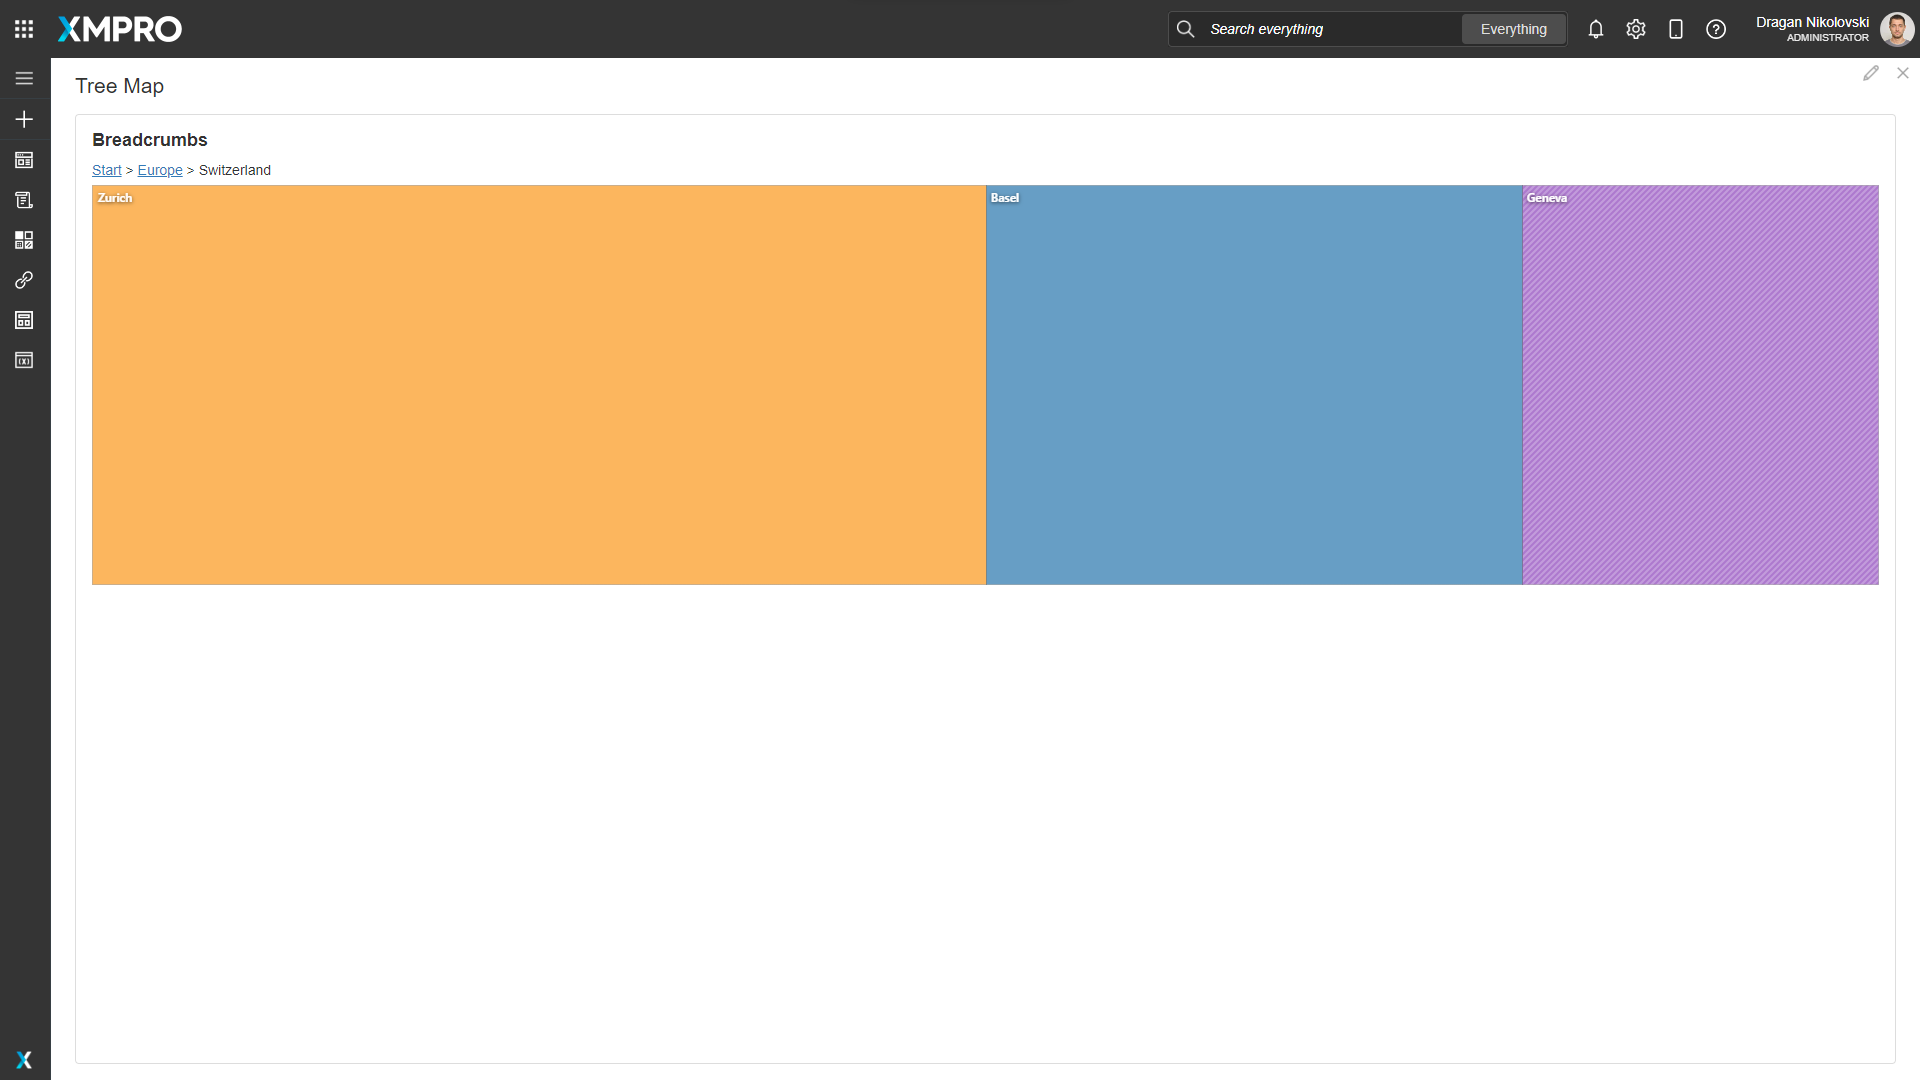 XMPRO
Search everything
Everything
Dragan Nikolovski
ADMINISTRATOR
Tree Map
Breadcrumbs
Start > Europe > Switzerland
Zurich
Basel
Geneva